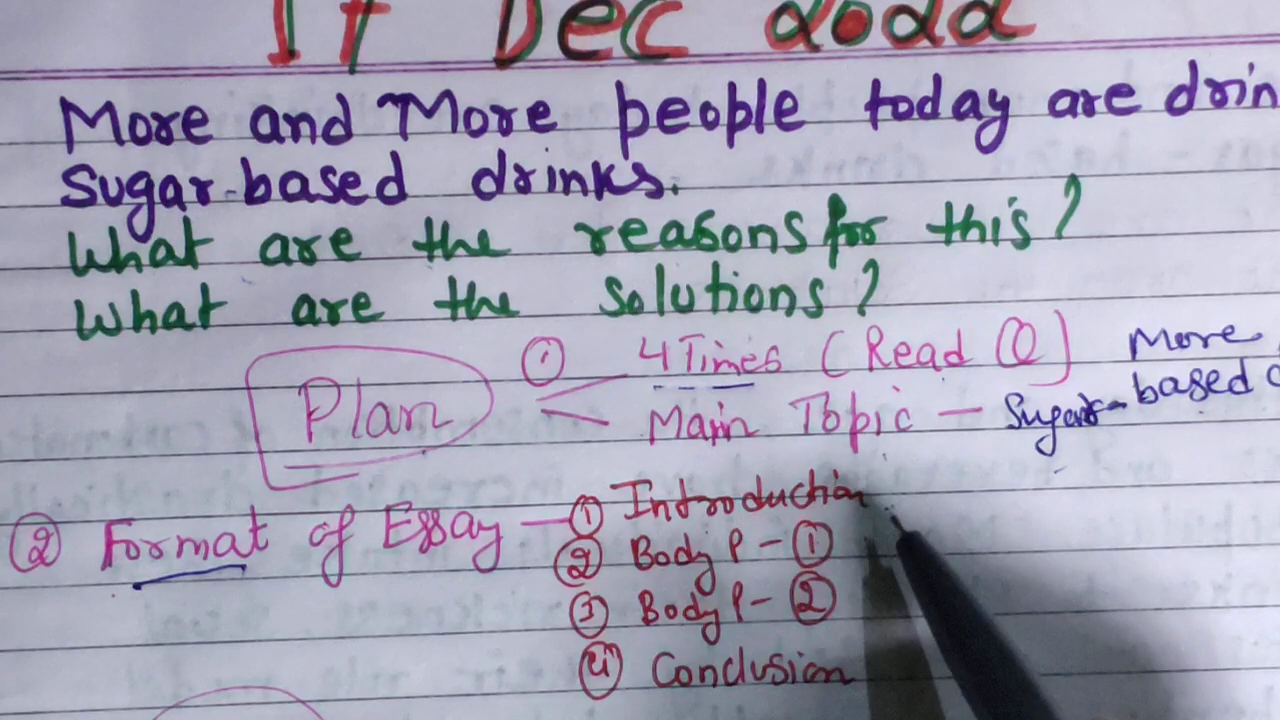 17 Dec 2022
More and More people today are drin
Sugar-based drinks.
What are the reasons for this?
What are the solutions?
Plan
① 4 Times (Read Q) More
Main Topic - Sugar-based
② Format of Essay - ① Introduction
② Body P - ①
③ Body P - ②
④ Conclusion